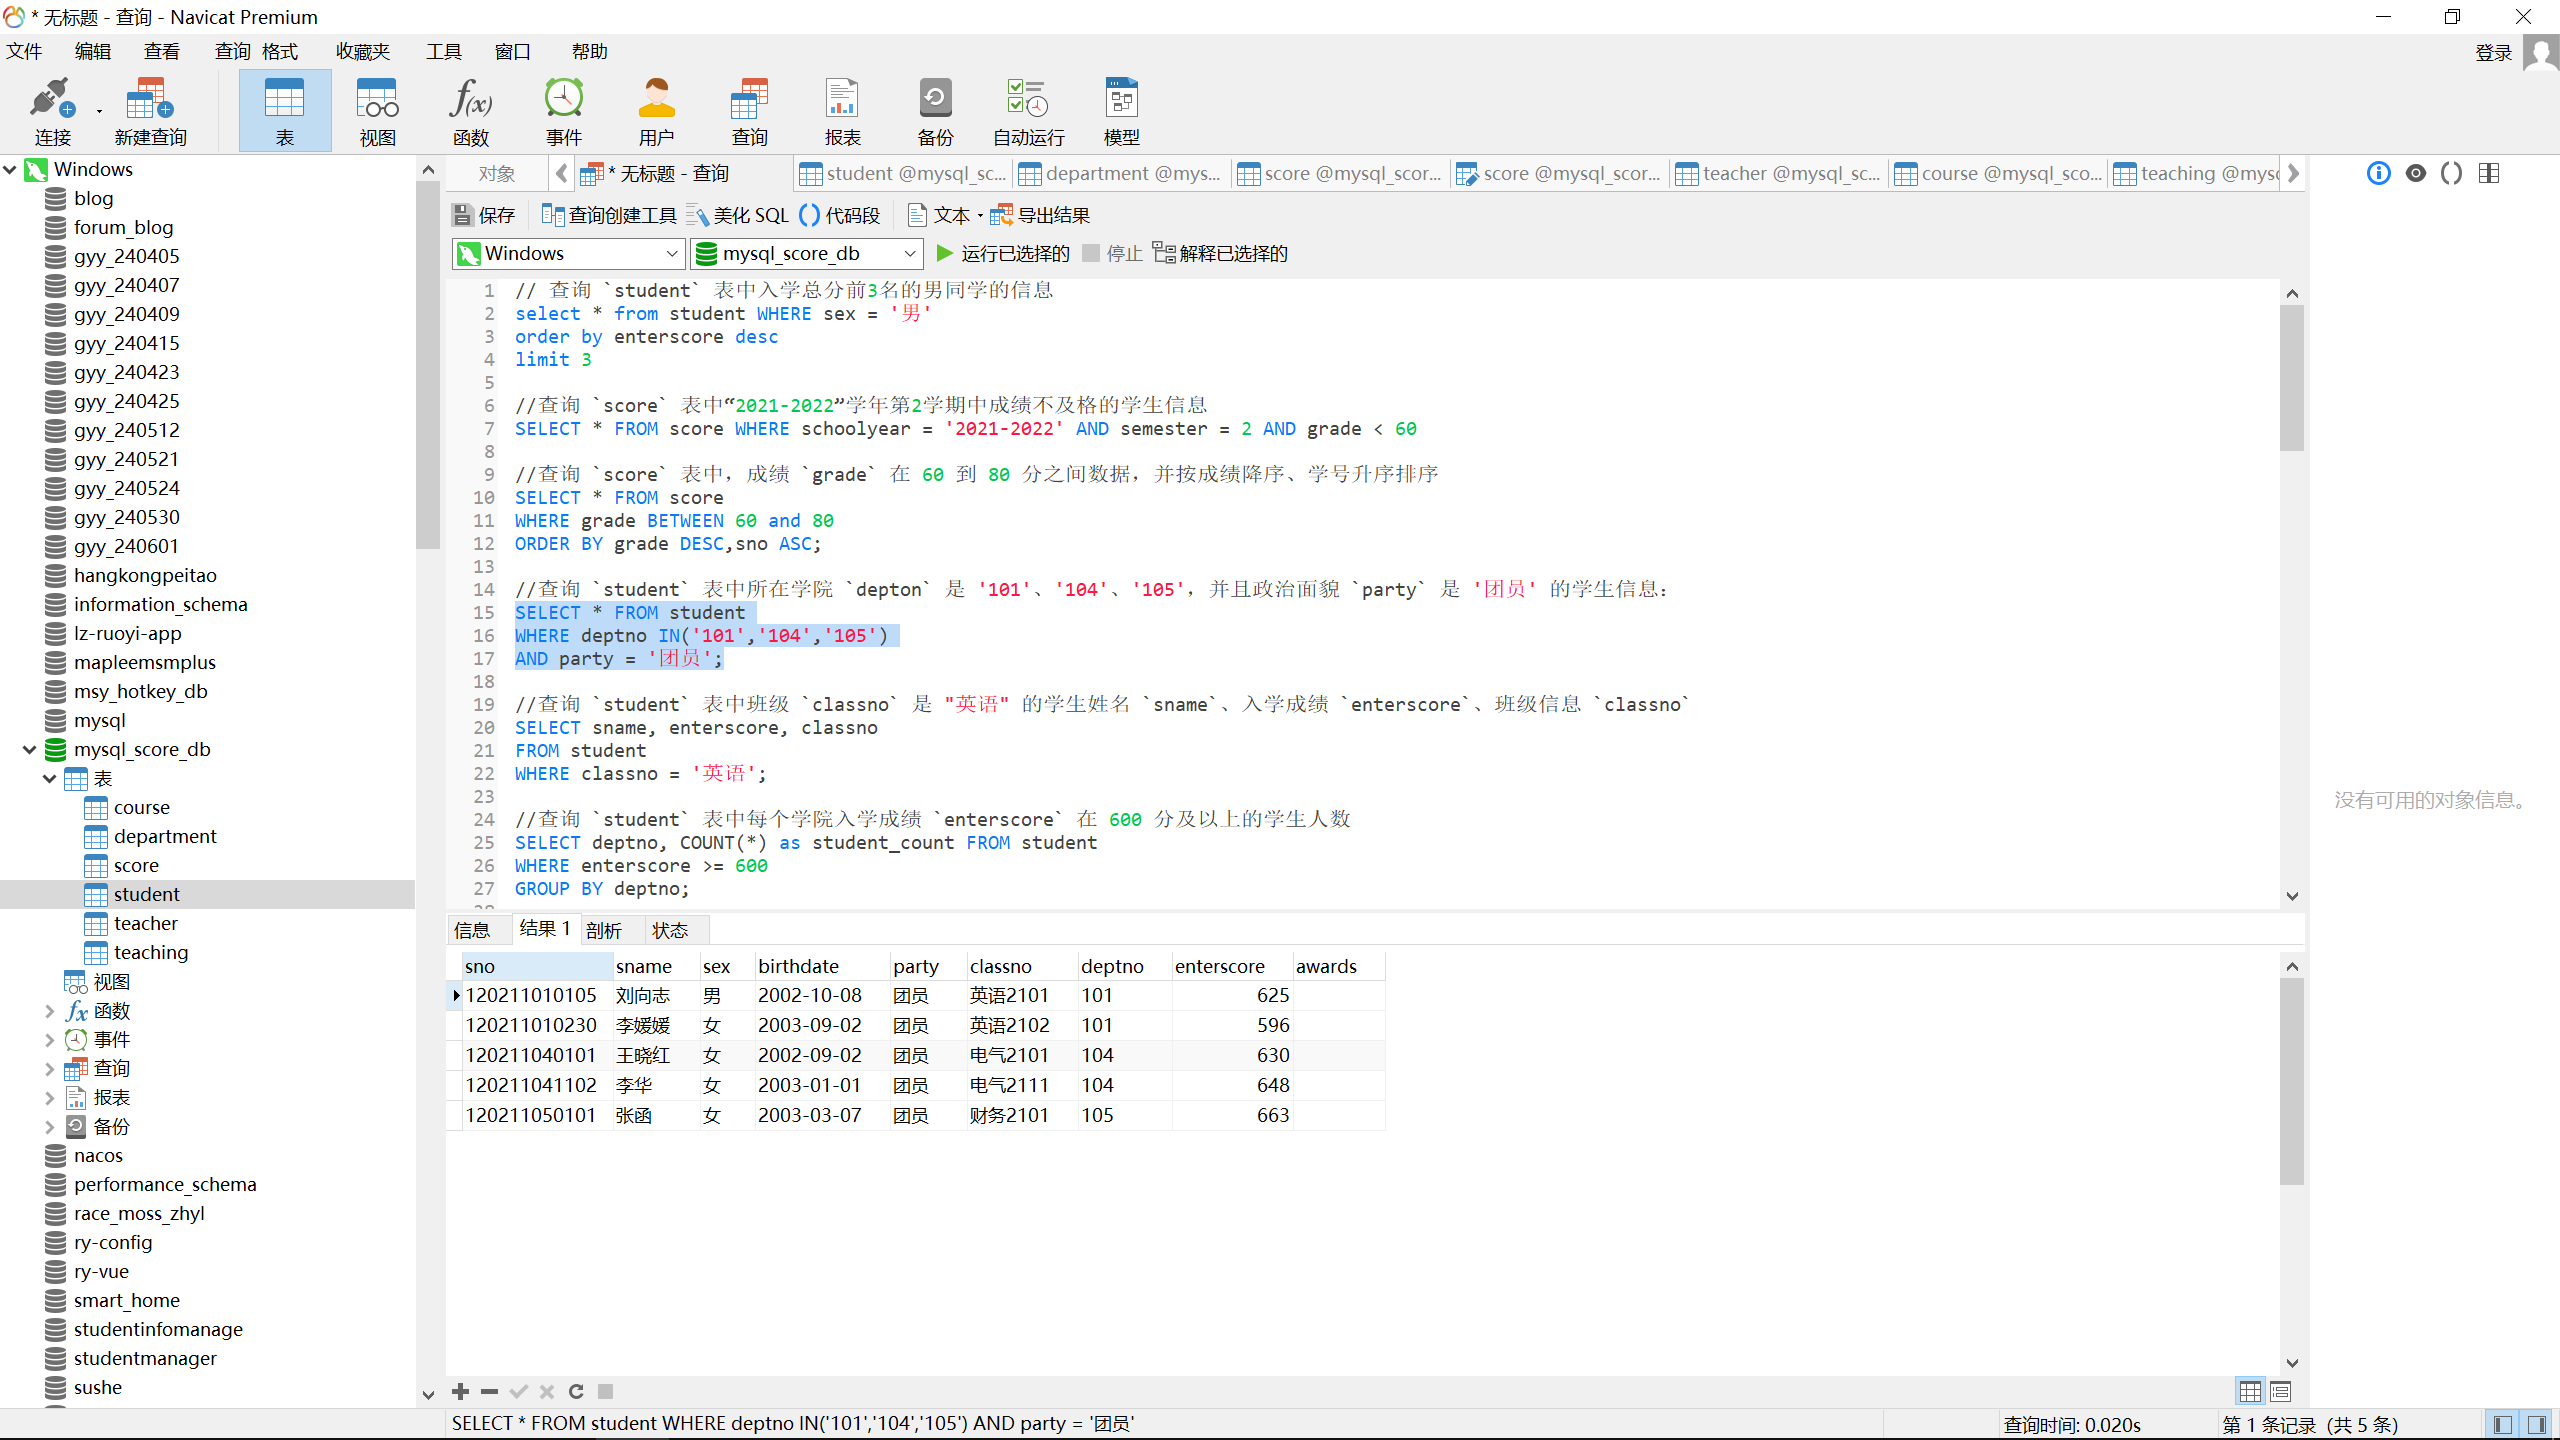 * 无标题 - 查询 - Navicat Premium
文件 编辑 查看 查询 格式 收藏夹 工具 窗口 帮助 登录
连接 新建查询 表 视图 函数 事件 用户 查询 报表 备份 自动运行 模型
Windows
blog
forum_blog
gyy_240405
gyy_240407
gyy_240409
gyy_240415
gyy_240423
gyy_240425
gyy_240512
gyy_240521
gyy_240524
gyy_240530
gyy_240601
hangkongpeitao
information_schema
lz-ruoyi-app
mapleemsmplus
msy_hotkey_db
mysql
mysql_score_db
表
course
department
score
student
teacher
teaching
视图
函数
事件
查询
报表
备份
nacos
performance_schema
race_moss_zhyl
ry-config
ry-vue
smart_home
studentinfomanage
studentmanager
sushe
对象 * 无标题 - 查询 student @mysql_sc... department @mys... score @mysql_scor... score @mysql_scor... teacher @mysql_sc... course @mysql_sco... teaching @mysc
保存 查询创建工具 美化 SQL 代码段 文本 导出结果
Windows mysql_score_db 运行已选择的 停止 解释已选择的
1 // 查询 `student` 表中入学总分前3名的男同学的信息
2 select * from student WHERE sex = '男'
3 order by enterscore desc
4 limit 3
5
6 //查询 `score` 表中“2021-2022”学年第2学期中成绩不及格的学生信息
7 SELECT * FROM score WHERE schoolyear = '2021-2022' AND semester = 2 AND grade < 60
8
9 //查询 `score` 表中，成绩 `grade` 在 60 到 80 分之间数据，并按成绩降序、学号升序排序
10 SELECT * FROM score
11 WHERE grade BETWEEN 60 and 80
12 ORDER BY grade DESC,sno ASC;
13
14 //查询 `student` 表中所在学院 `depton` 是 '101'、'104'、'105'，并且政治面貌 `party` 是 '团员' 的学生信息：
15 SELECT * FROM student
16 WHERE deptno IN('101','104','105')
17 AND party = '团员';
18
19 //查询 `student` 表中班级 `classno` 是 "英语" 的学生姓名 `sname`、入学成绩 `enterscore`、班级信息 `classno`
20 SELECT sname, enterscore, classno
21 FROM student
22 WHERE classno = '英语';
23
24 //查询 `student` 表中每个学院入学成绩 `enterscore` 在 600 分及以上的学生人数
25 SELECT deptno, COUNT(*) as student_count FROM student
26 WHERE enterscore >= 600
27 GROUP BY deptno;
28
信息 结果 1 剖析 状态
sno sname sex birthdate party classno deptno enterscore awards
120211010105 刘向志 男 2002-10-08 团员 英语2101 101 625
120211010230 李媛媛 女 2003-09-02 团员 英语2102 101 596
120211040101 王晓红 女 2002-09-02 团员 电气2101 104 630
120211041102 李华 女 2003-01-01 团员 电气2111 104 648
120211050101 张函 女 2003-03-07 团员 财务2101 105 663
没有可用的对象信息。
SELECT * FROM student WHERE deptno IN('101','104','105') AND party = '团员' 查询时间: 0.020s 第 1 条记录 (共 5 条)